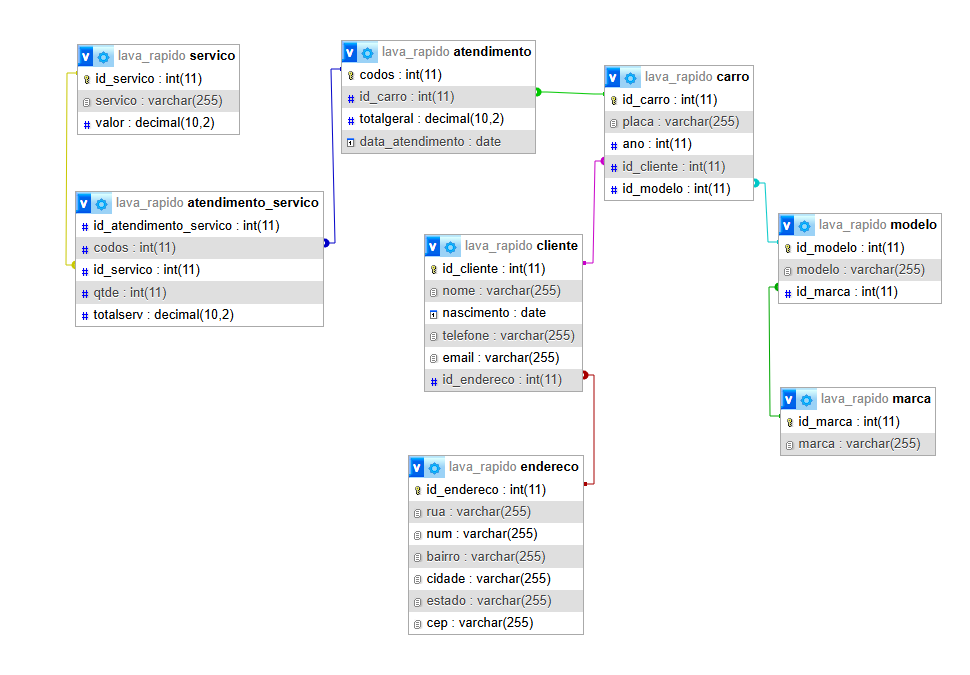 lava_rapido servico
id_servico : int(11)
servico : varchar(255)
valor : decimal(10,2)
lava_rapido atendimento
codos : int(11)
id_carro : int(11)
totalgeral : decimal(10,2)
data_atendimento : date
lava_rapido carro
id_carro : int(11)
placa : varchar(255)
ano : int(11)
id_cliente : int(11)
id_modelo : int(11)
lava_rapido atendimento_servico
id_atendimento_servico : int(11)
codos : int(11)
id_servico : int(11)
qtde : int(11)
totalserv : decimal(10,2)
lava_rapido cliente
id_cliente : int(11)
nome : varchar(255)
nascimento : date
telefone : varchar(255)
email : varchar(255)
id_endereco : int(11)
lava_rapido modelo
id_modelo : int(11)
modelo : varchar(255)
id_marca : int(11)
lava_rapido marca
id_marca : int(11)
marca : varchar(255)
lava_rapido endereco
id_endereco : int(11)
rua : varchar(255)
num : varchar(255)
bairro : varchar(255)
cidade : varchar(255)
estado : varchar(255)
cep : varchar(255)